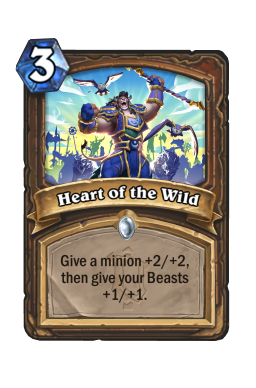 3
Heart of the Wild
Give a minion +2/+2,
then give your Beasts
+1/+1.